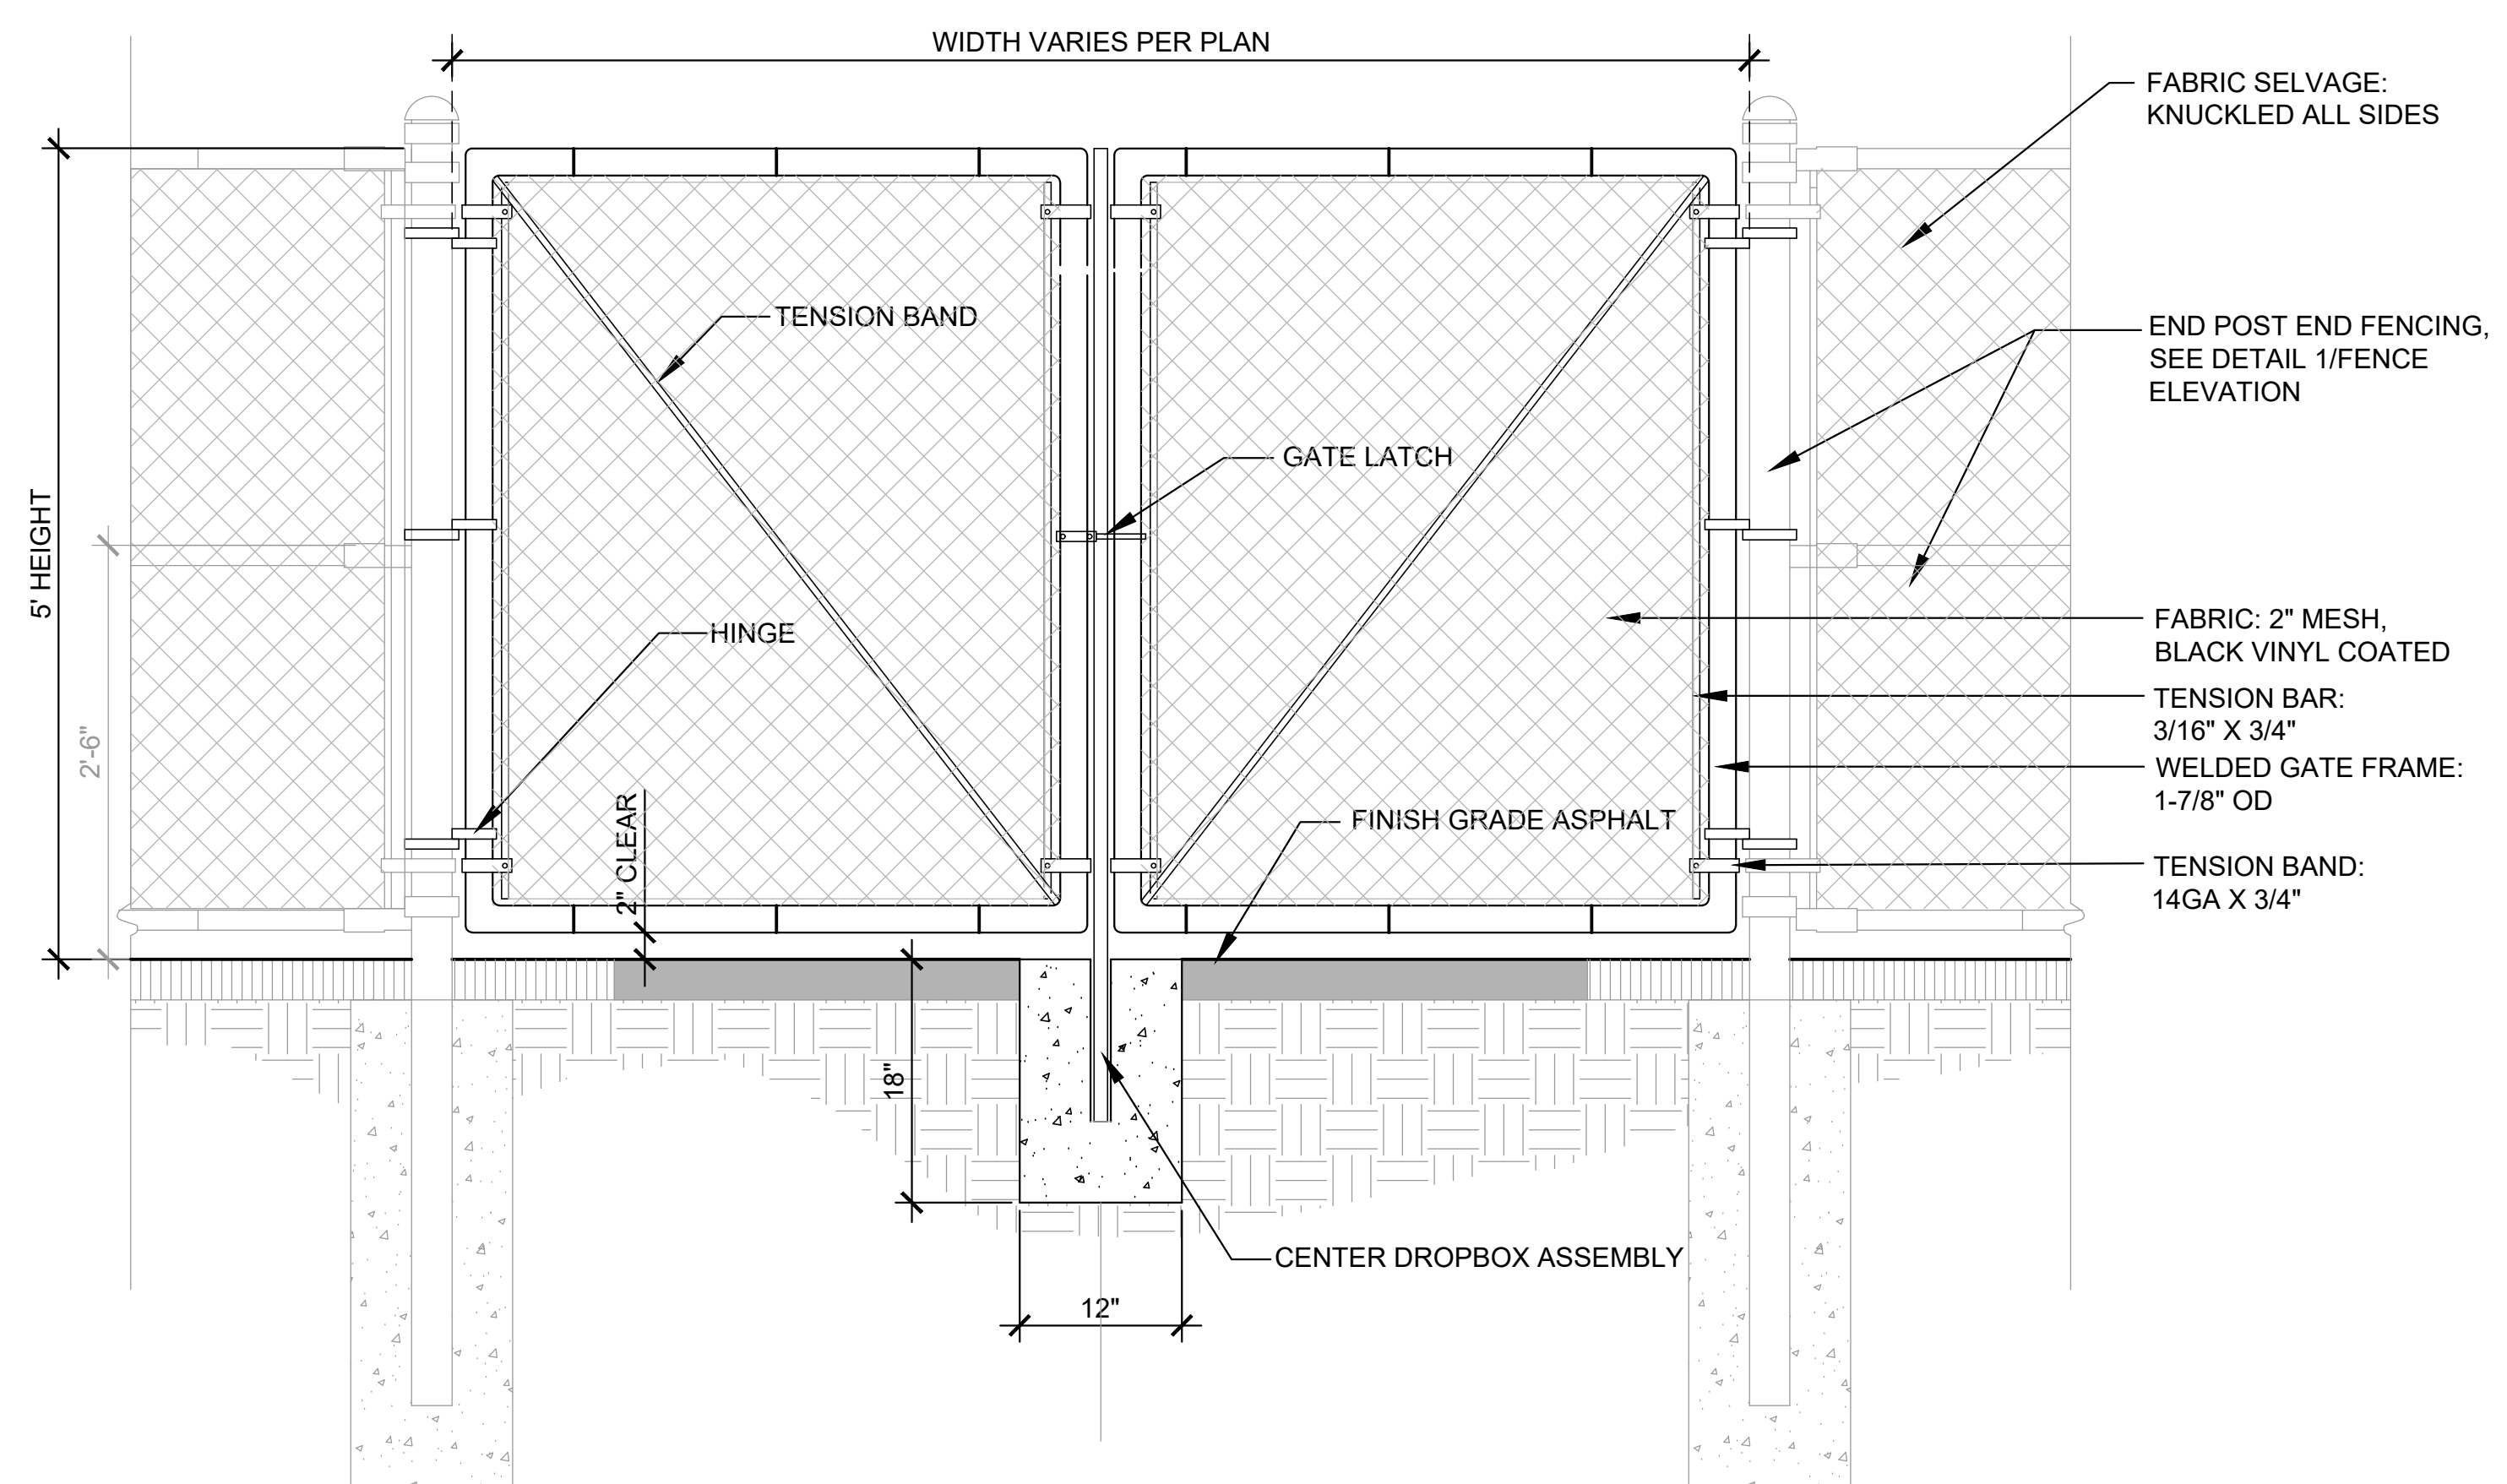 WIDTH VARIES PER PLAN
FABRIC SELVAGE:
KNUCKLED ALL SIDES
TENSION BAND
END POST END FENCING,
SEE DETAIL 1/FENCE
ELEVATION
GATE LATCH
5' HEIGHT
HINGE
FABRIC: 2" MESH,
BLACK VINYL COATED
TENSION BAR:
3/16" X 3/4"
2'-6"
WELDED GATE FRAME:
1-7/8" OD
2" CLEAR
FINISH GRADE ASPHALT
TENSION BAND:
14GA X 3/4"
18"
CENTER DROPBOX ASSEMBLY
12"